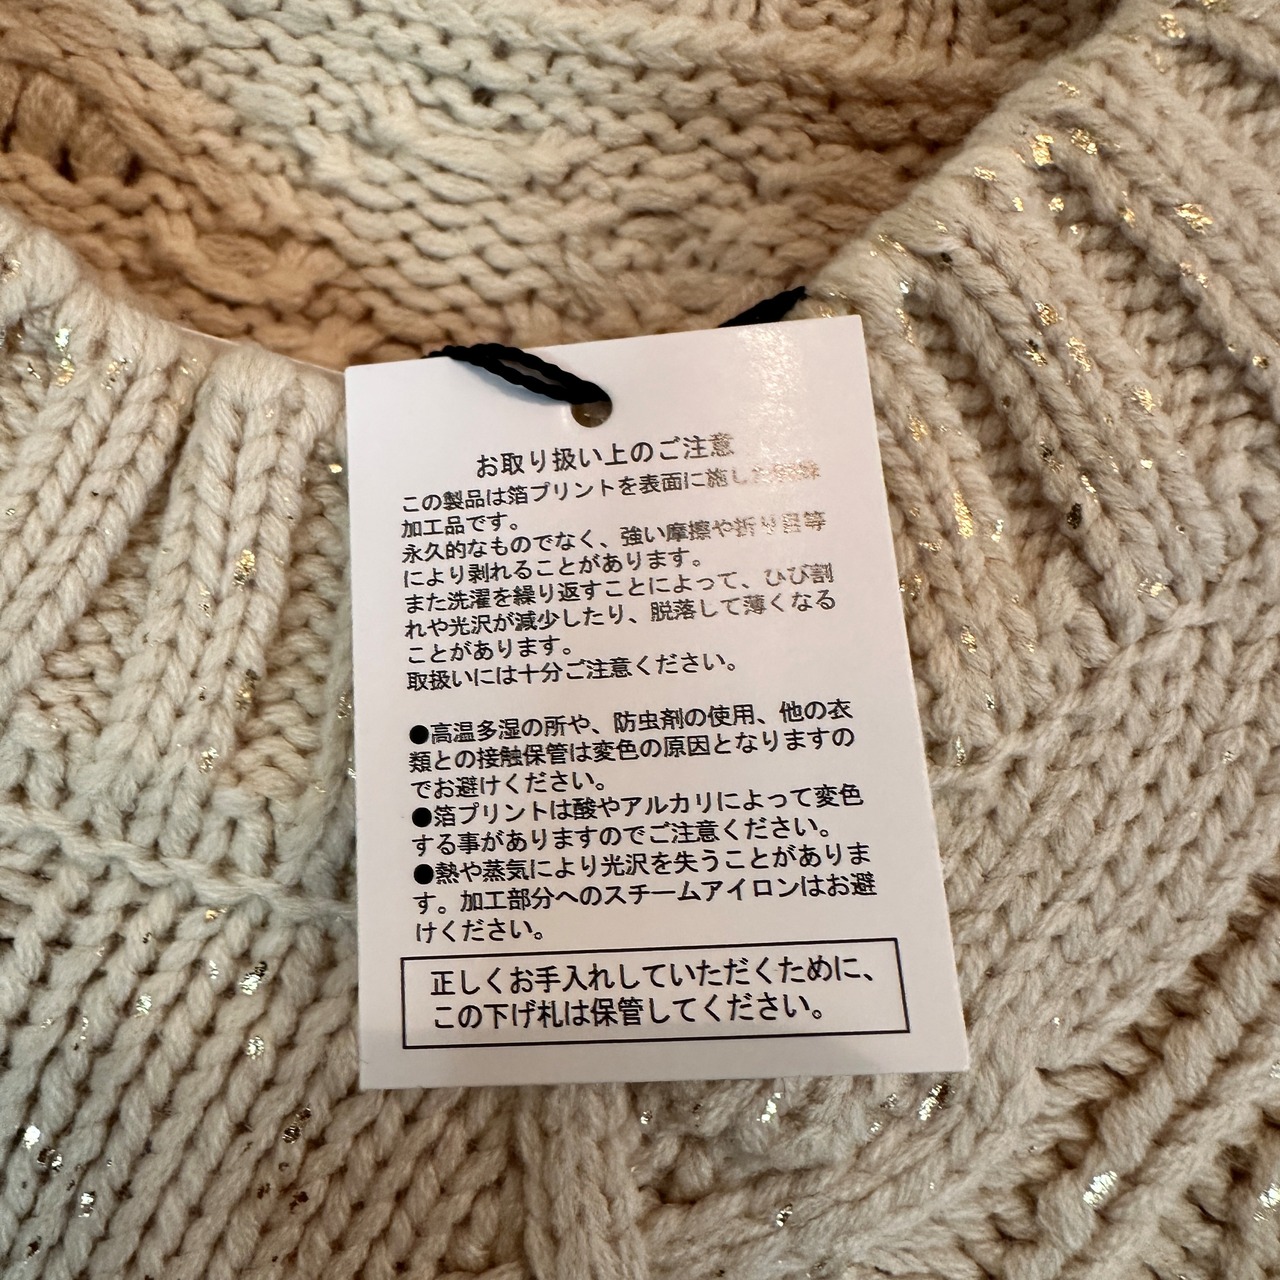 お取り扱い上のご注意
この製品は箔プリントを表面に施した特殊
加工品です。
永久的なものでなく、強い摩擦や折り目等
により剥れることがあります。
また洗濯を繰り返すことによって、ひび割
れや光沢が減少したり、脱落して薄くなる
ことがあります。
取扱いには十分ご注意ください。
●高温多湿の所や、防虫剤の使用、他の衣
類との接触保管は変色の原因となりますの
でお避けください。
●箔プリントは酸やアルカリによって変色
する事がありますのでご注意ください。
●熱や蒸気により光沢を失うことがありま
す。加工部分へのスチームアイロンはお避
けください。
正しくお手入れしていただくために、
この下げ札は保管してください。